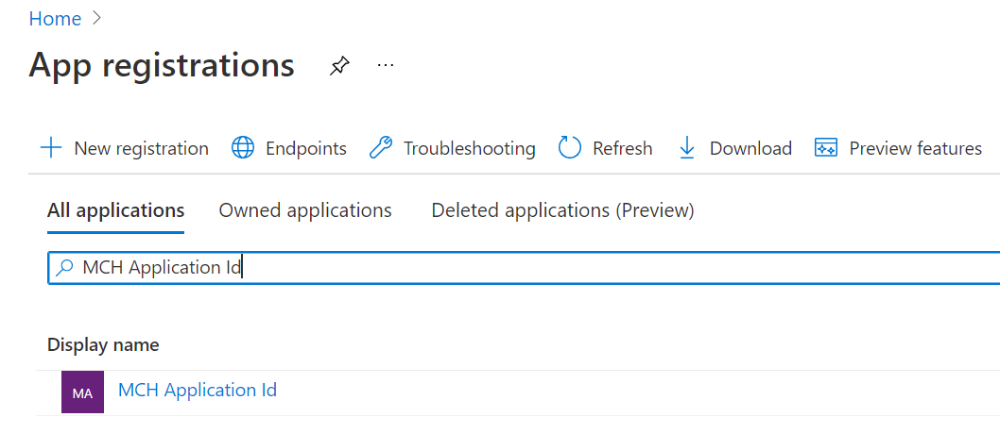 Home
App registrations
New registration Endpoints Troubleshooting Refresh Download Preview features
All applications Owned applications Deleted applications (Preview)
MCH Application Id
Display name
MA MCH Application Id